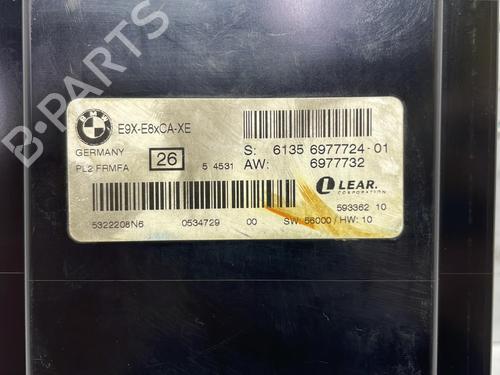 B-PARTS
BMW
E9X-E8xCA-XE
GERMANY
PL2 FRMFA
26
5 4531
S: 6135 6977724-01
AW: 6977732
LEAR.
CORPORATION
593362 10
5322208N6
0534729
00
SW: 56000 / HW: 10